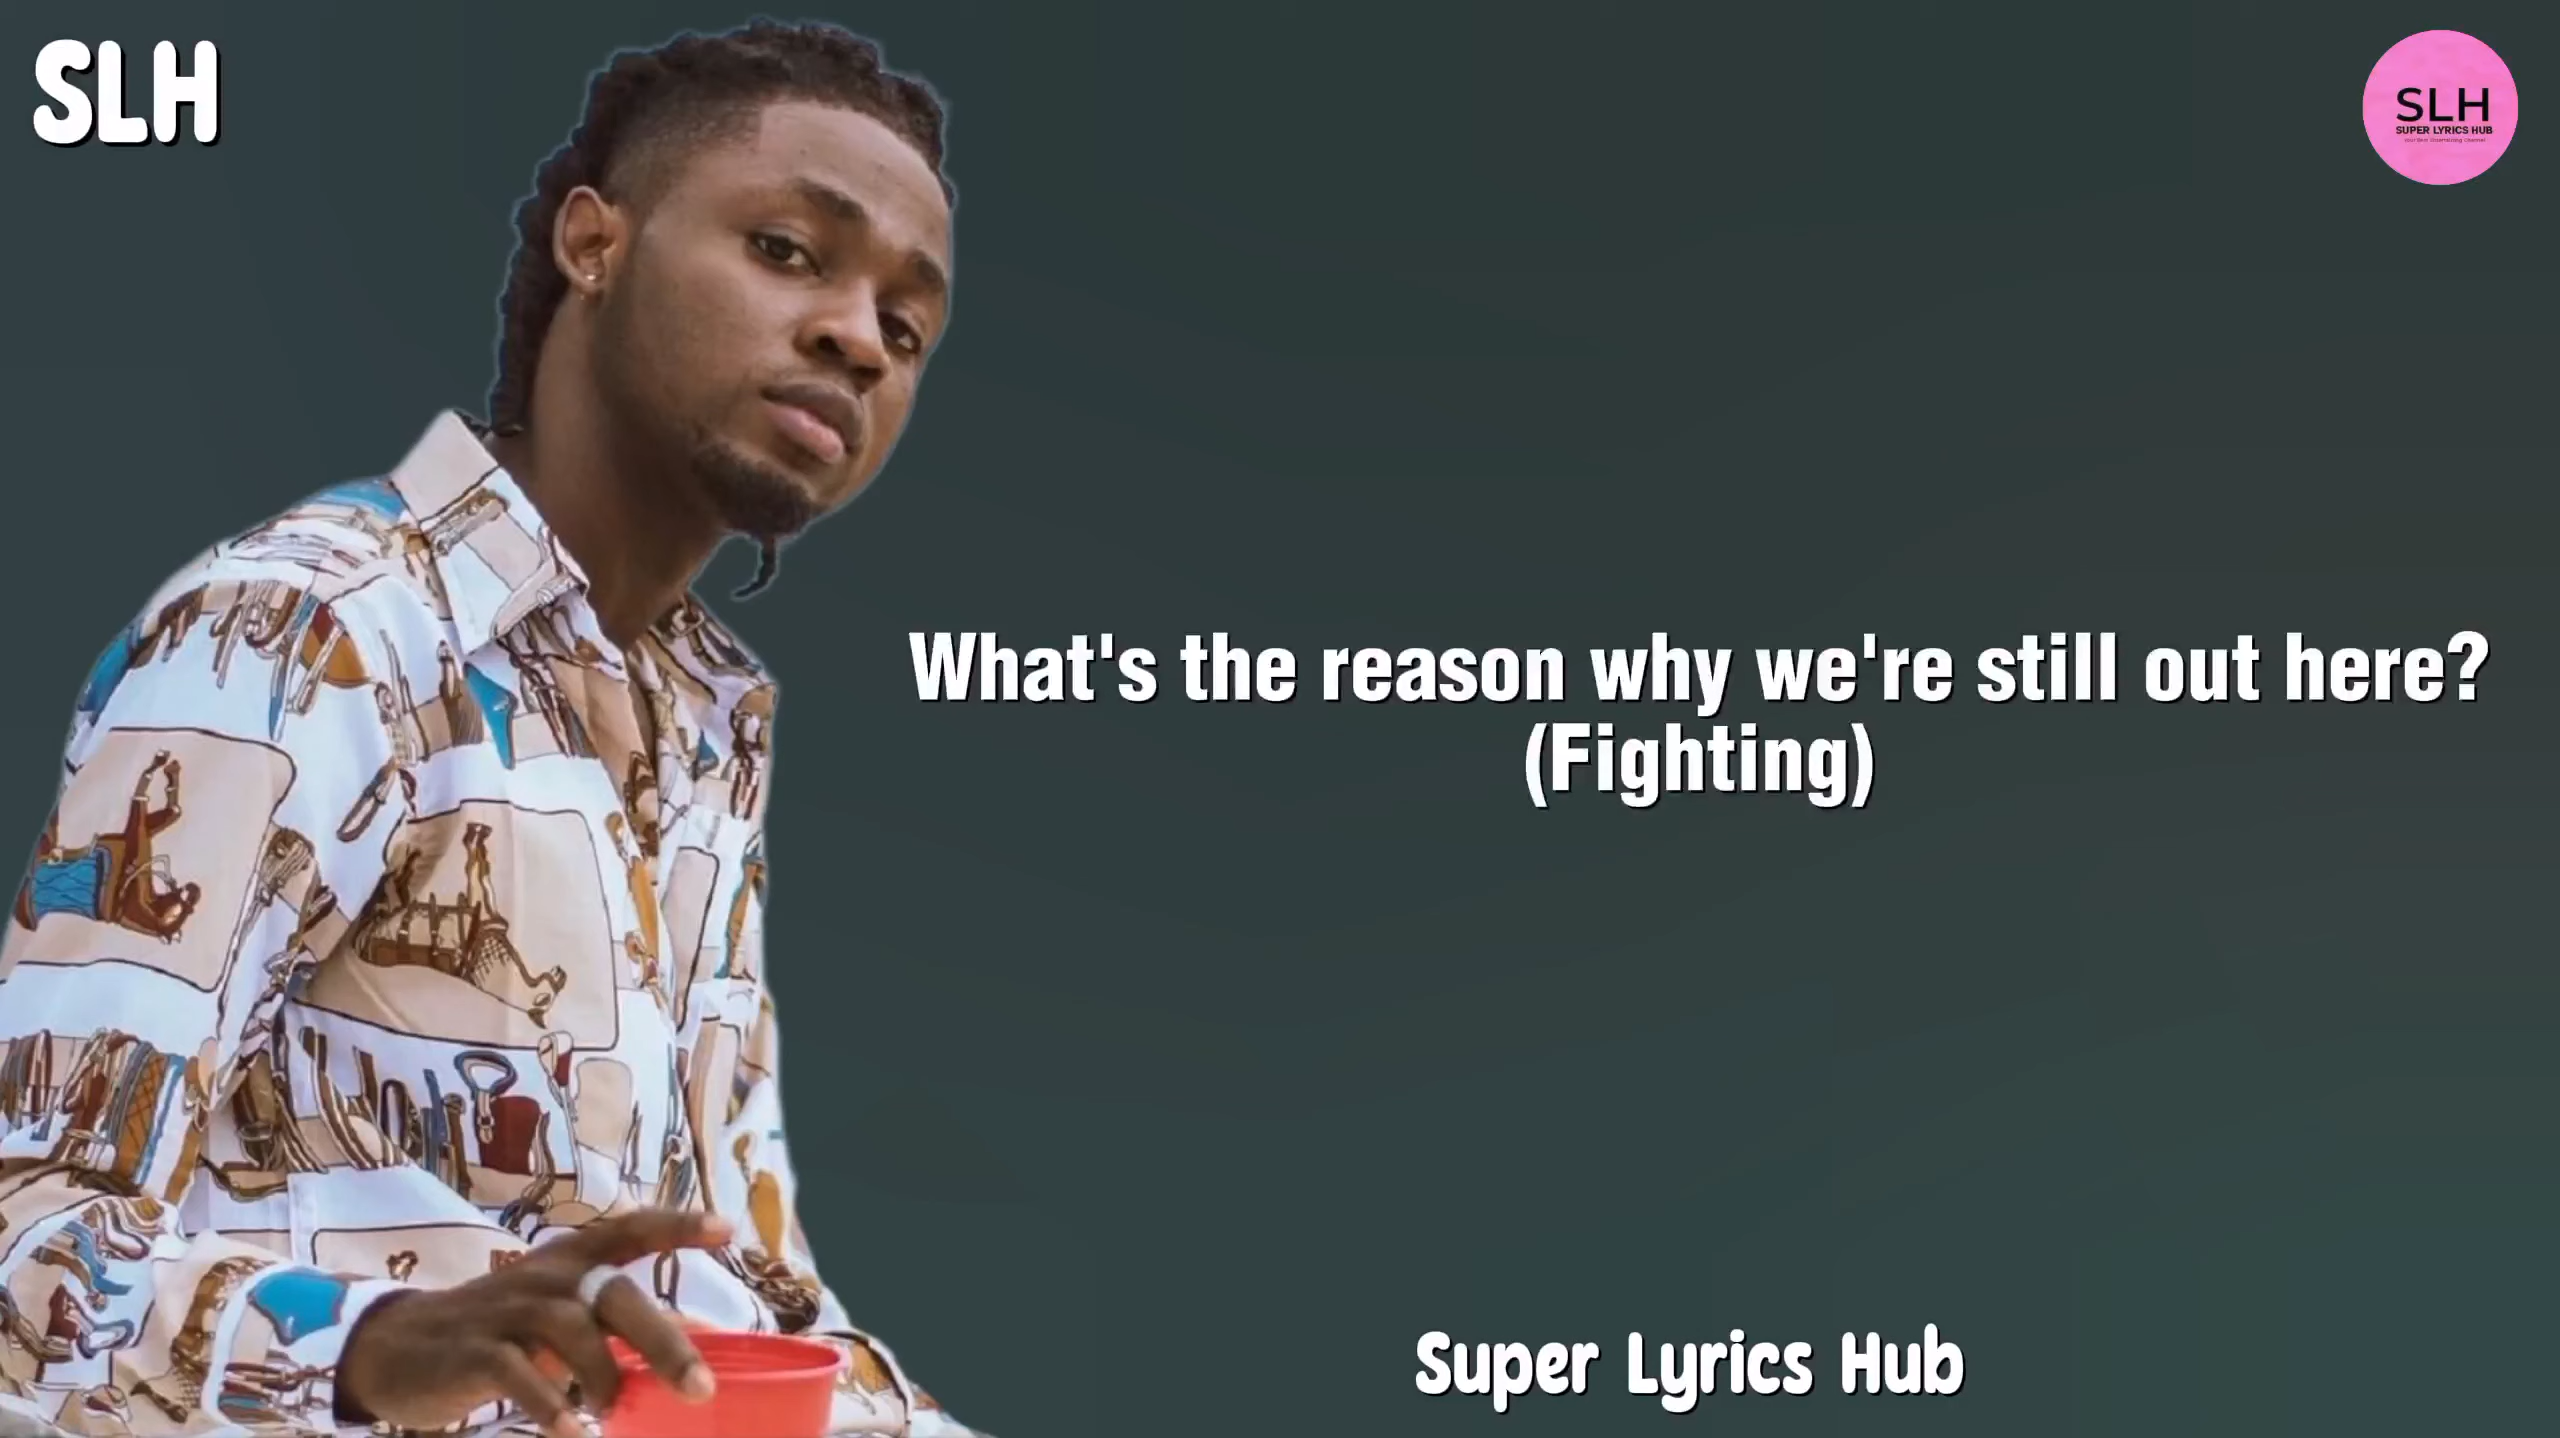 SLH
SLH
SUPER LYRICS HUB
What's the reason why we're still out here?
(Fighting)
Super Lyrics Hub